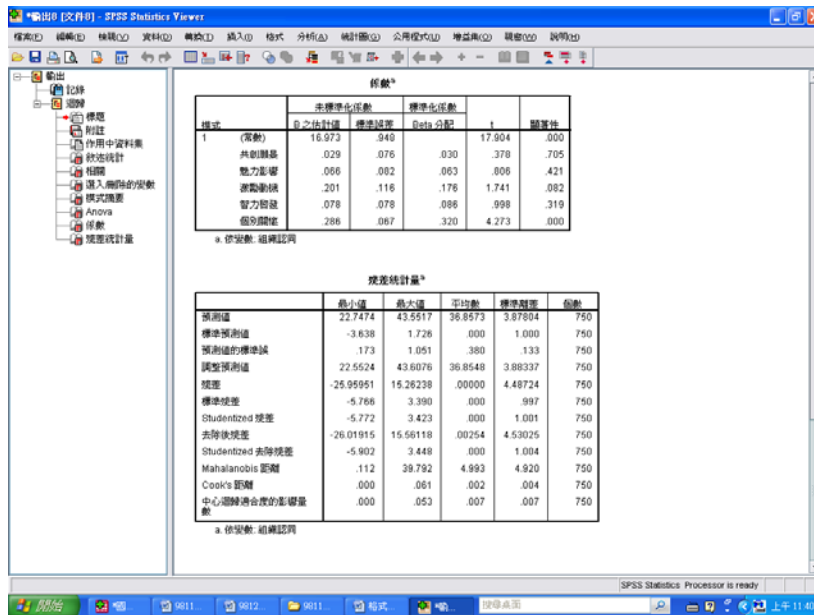 *輸出0 [文件0] - SPSS Statistics Viewer
檔案(F) 編輯(E) 檢視(V) 資料(D) 轉換(T) 插入(I) 格式 分析(A) 統計圖(G) 公用程式(U) 增益集(O) 視窗(W) 說明(H)
輸出
記錄
迴歸
標題
附註
作用中資料集
敘述統計
相關
選入/刪除的變數
模式摘要
Anova
係數
殘差統計量
係數a
未標準化係數 標準化係數
模式 B 之估計值 標準誤差 Beta 分配 t 顯著性
1 (常數) 16.973 .948 17.904 .000
共創願景 .029 .076 .030 .378 .705
魅力影響 .066 .082 .063 .806 .421
激勵動機 .201 .116 .176 1.741 .082
智力啟發 .078 .078 .086 .998 .319
個別關懷 .286 .067 .320 4.273 .000
a. 依變數: 組織認同
殘差統計量a
最小值 最大值 平均數 標準離差 個數
預測值 22.7474 43.5517 36.8573 3.87804 750
標準預測值 -3.638 1.726 .000 1.000 750
預測值的標準誤 .173 1.051 .380 .133 750
調整預測值 22.5524 43.6076 36.8548 3.88337 750
殘差 -25.95951 15.26238 .00000 4.48724 750
標準殘差 -5.766 3.390 .000 .997 750
Studentized 殘差 -5.772 3.423 .000 1.001 750
去除後殘差 -26.01915 15.56118 .00254 4.53025 750
Studentized 去除殘差 -5.902 3.448 .000 1.004 750
Mahalanobis 距離 .112 39.792 4.993 4.920 750
Cook's 距離 .000 .061 .002 .004 750
中心迴歸適合度的影響量
數 .000 .053 .007 .007 750
a. 依變數: 組織認同
SPSS Statistics Processor is ready
開始 9811... 9812... 9811... 格式... *輸... 搜尋桌面 上午 11:40